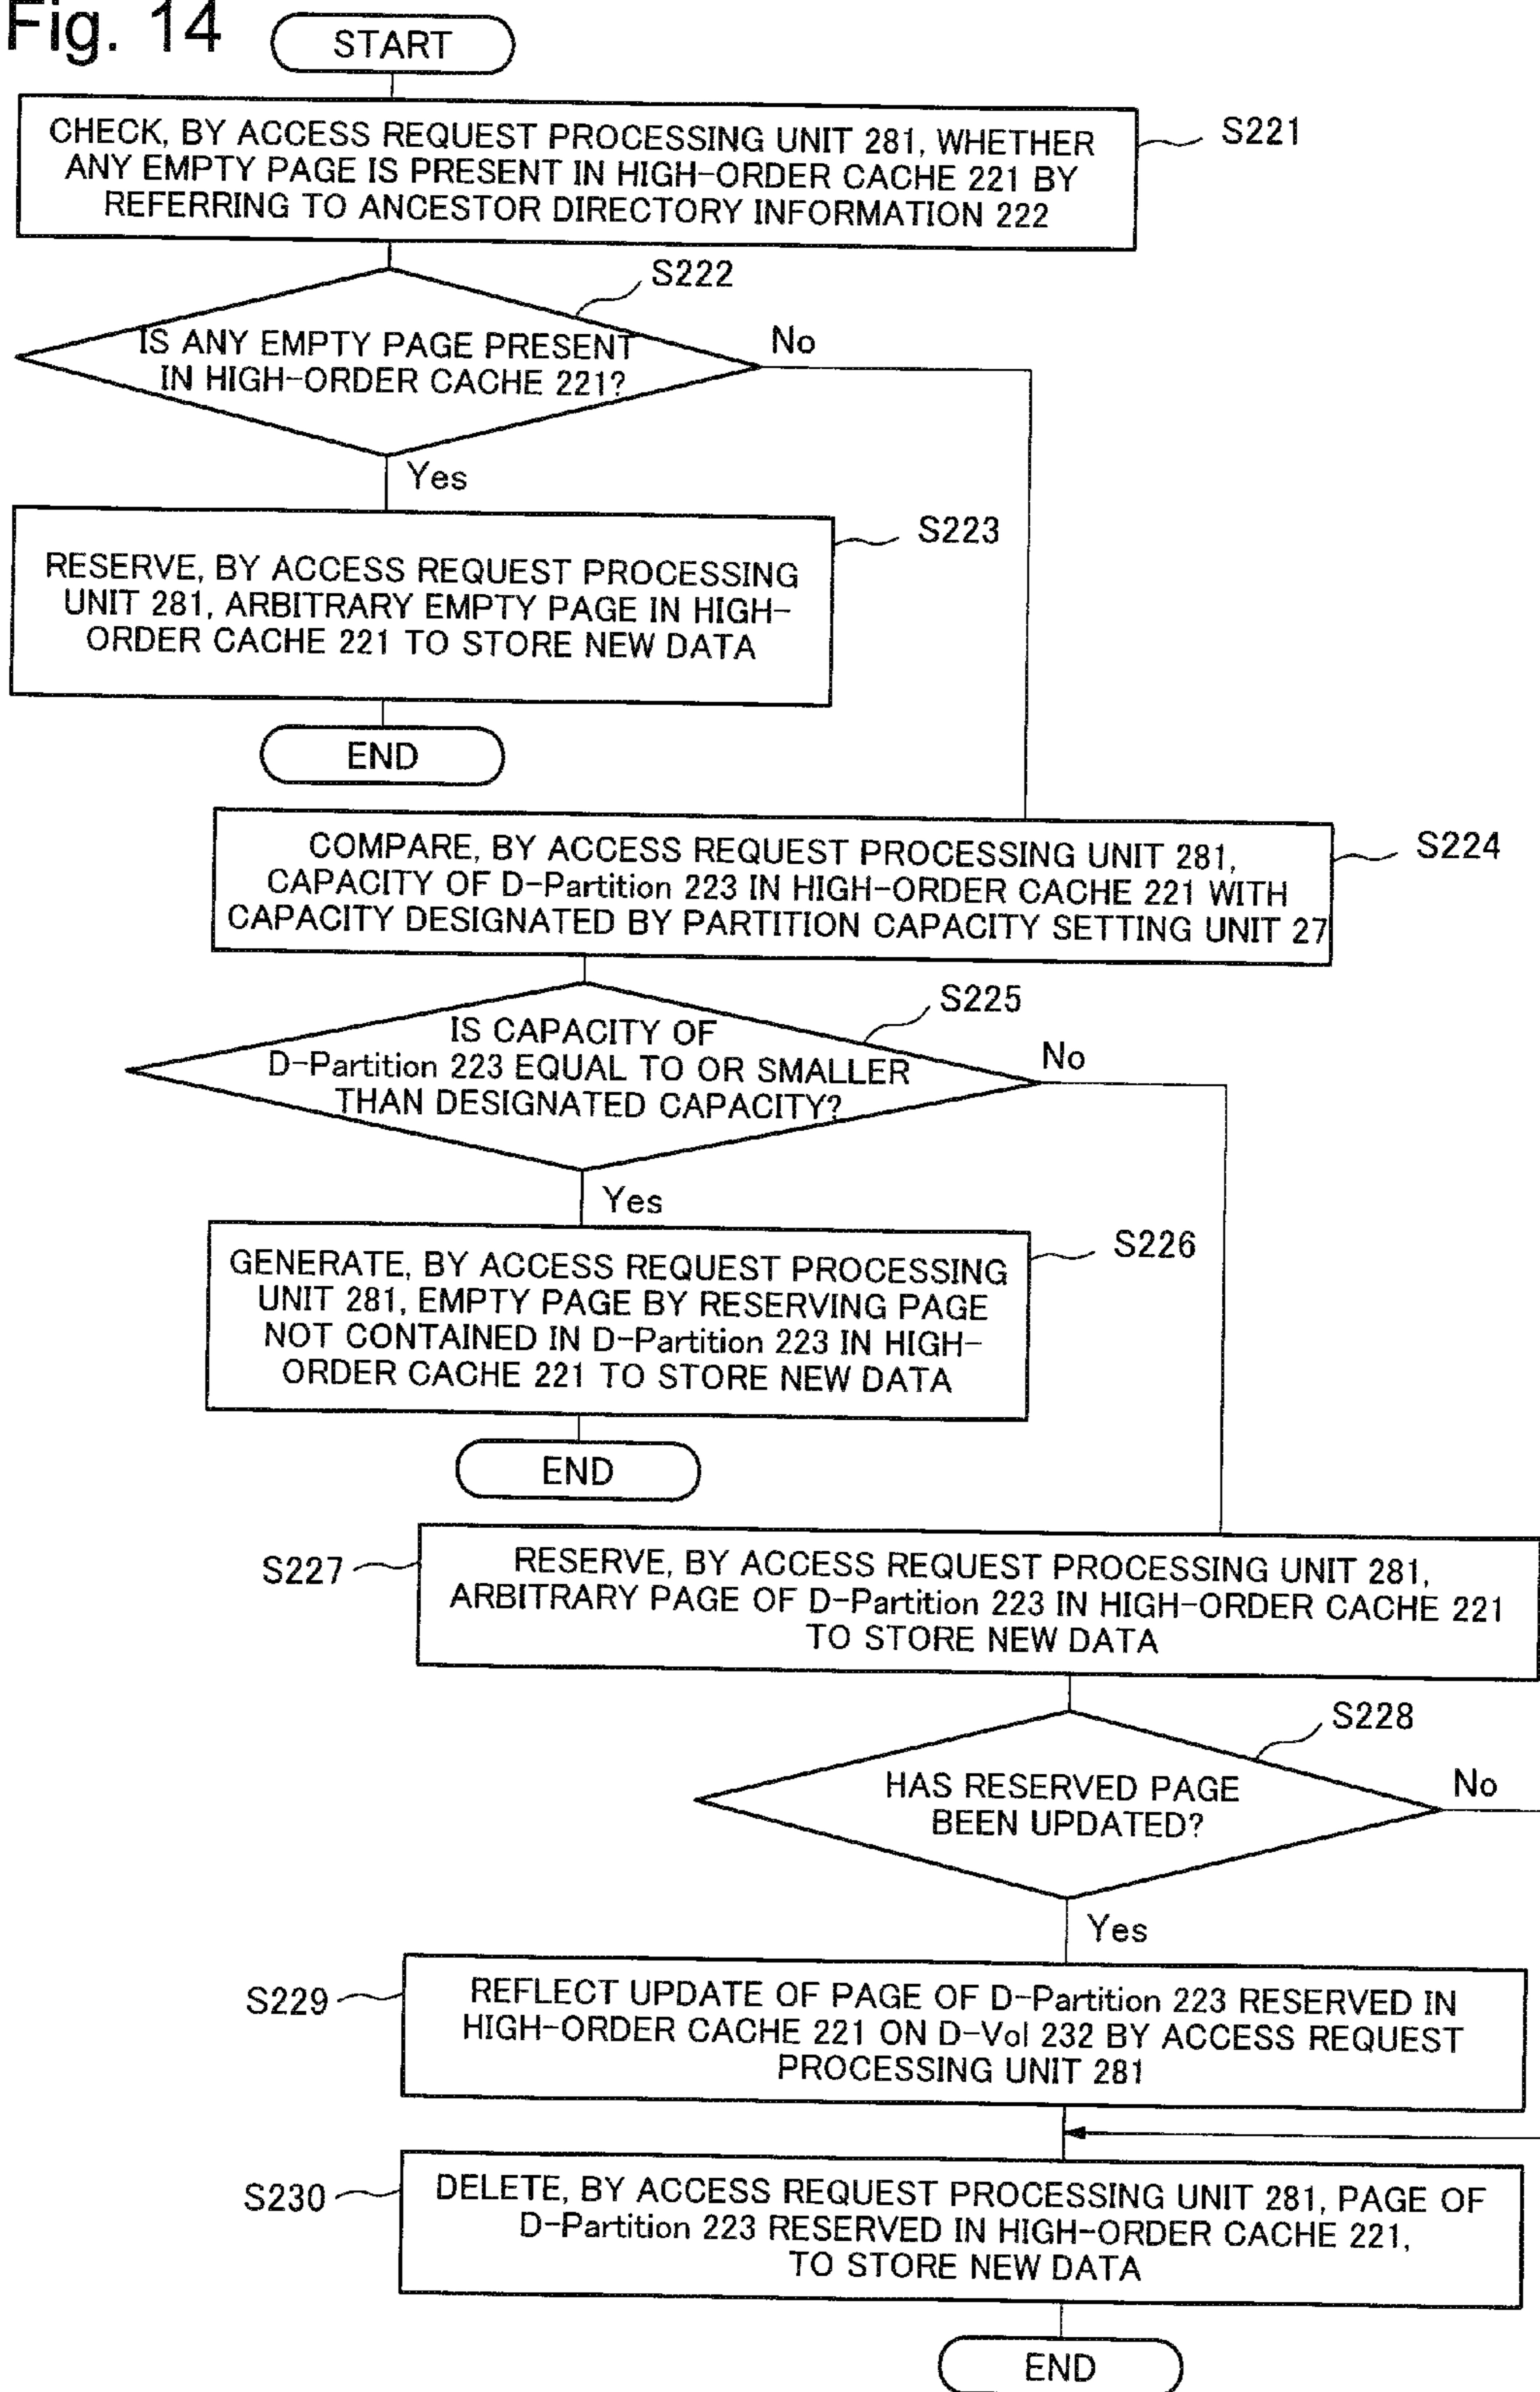 Fig. 14
START
CHECK, BY ACCESS REQUEST PROCESSING UNIT 281, WHETHER
ANY EMPTY PAGE IS PRESENT IN HIGH-ORDER CACHE 221 BY
REFERRING TO ANCESTOR DIRECTORY INFORMATION 222
S221
S222
IS ANY EMPTY PAGE PRESENT
IN HIGH-ORDER CACHE 221?
No
Yes
S223
RESERVE, BY ACCESS REQUEST PROCESSING
UNIT 281, ARBITRARY EMPTY PAGE IN HIGH-
ORDER CACHE 221 TO STORE NEW DATA
END
COMPARE, BY ACCESS REQUEST PROCESSING UNIT 281,
CAPACITY OF D-Partition 223 IN HIGH-ORDER CACHE 221 WITH
CAPACITY DESIGNATED BY PARTITION CAPACITY SETTING UNIT 27
S224
S225
IS CAPACITY OF
D-Partition 223 EQUAL TO OR SMALLER
THAN DESIGNATED CAPACITY?
No
Yes
S226
GENERATE, BY ACCESS REQUEST PROCESSING
UNIT 281, EMPTY PAGE BY RESERVING PAGE
NOT CONTAINED IN D-Partition 223 IN HIGH-
ORDER CACHE 221 TO STORE NEW DATA
END
S227
RESERVE, BY ACCESS REQUEST PROCESSING UNIT 281,
ARBITRARY PAGE OF D-Partition 223 IN HIGH-ORDER CACHE 221
TO STORE NEW DATA
S228
HAS RESERVED PAGE
BEEN UPDATED?
No
Yes
S229
REFLECT UPDATE OF PAGE OF D-Partition 223 RESERVED IN
HIGH-ORDER CACHE 221 ON D-Vol 232 BY ACCESS REQUEST
PROCESSING UNIT 281
S230
DELETE, BY ACCESS REQUEST PROCESSING UNIT 281, PAGE OF
D-Partition 223 RESERVED IN HIGH-ORDER CACHE 221,
TO STORE NEW DATA
END